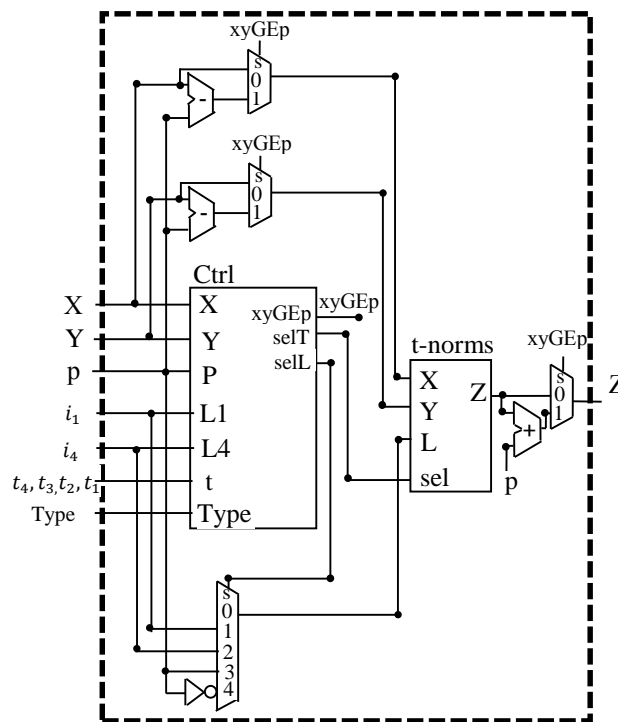 xyGEp
s
0
1
-
xyGEp
s
0
1
-
Ctrl
X
X
xyGEp
xyGEp
Y
Y
selT
p
P
selL
i₁
L1
i₄
L4
t₄, t₃, t₂, t₁
t
Type
Type
t-norms
X
Z
Y
L
sel
xyGEp
s
0
1
Z
+
p
s
0
1
2
3
4